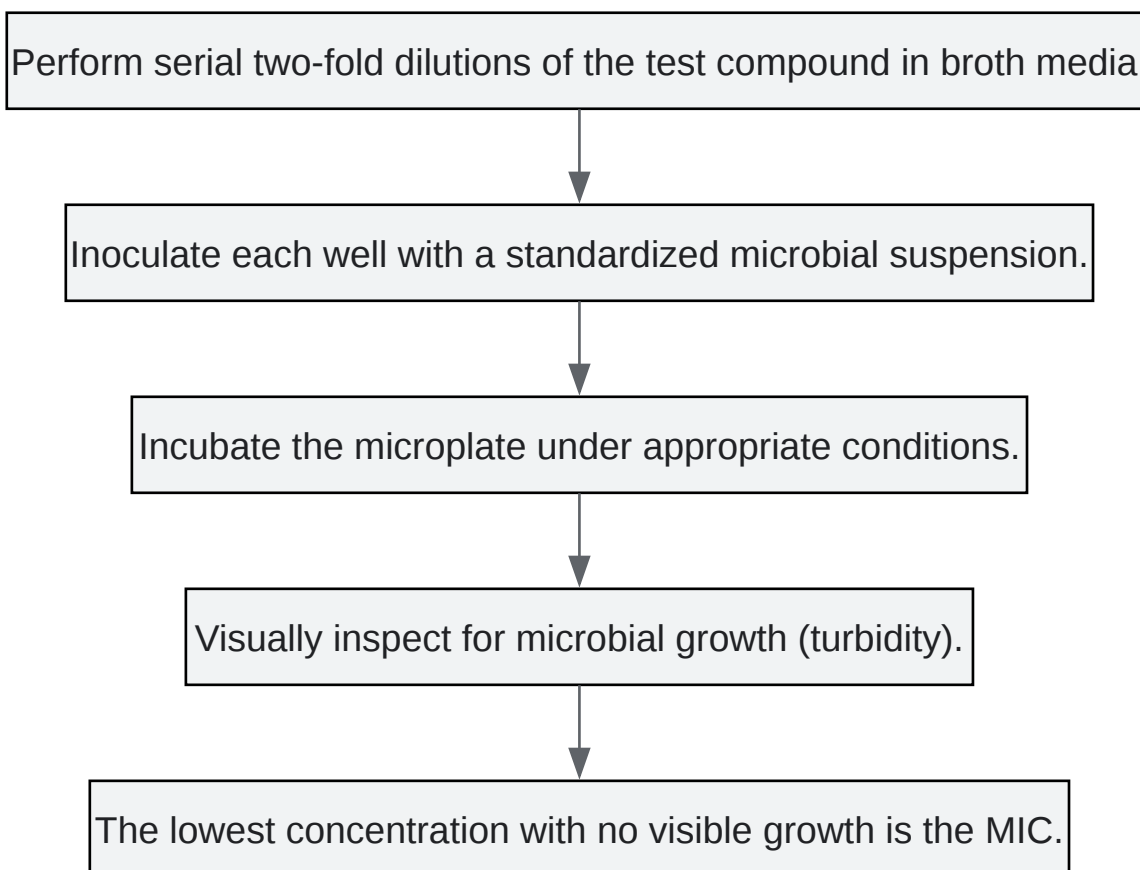 Perform serial two-fold dilutions of the test compound in broth media
Inoculate each well with a standardized microbial suspension.
Incubate the microplate under appropriate conditions.
Visually inspect for microbial growth (turbidity).
The lowest concentration with no visible growth is the MIC.